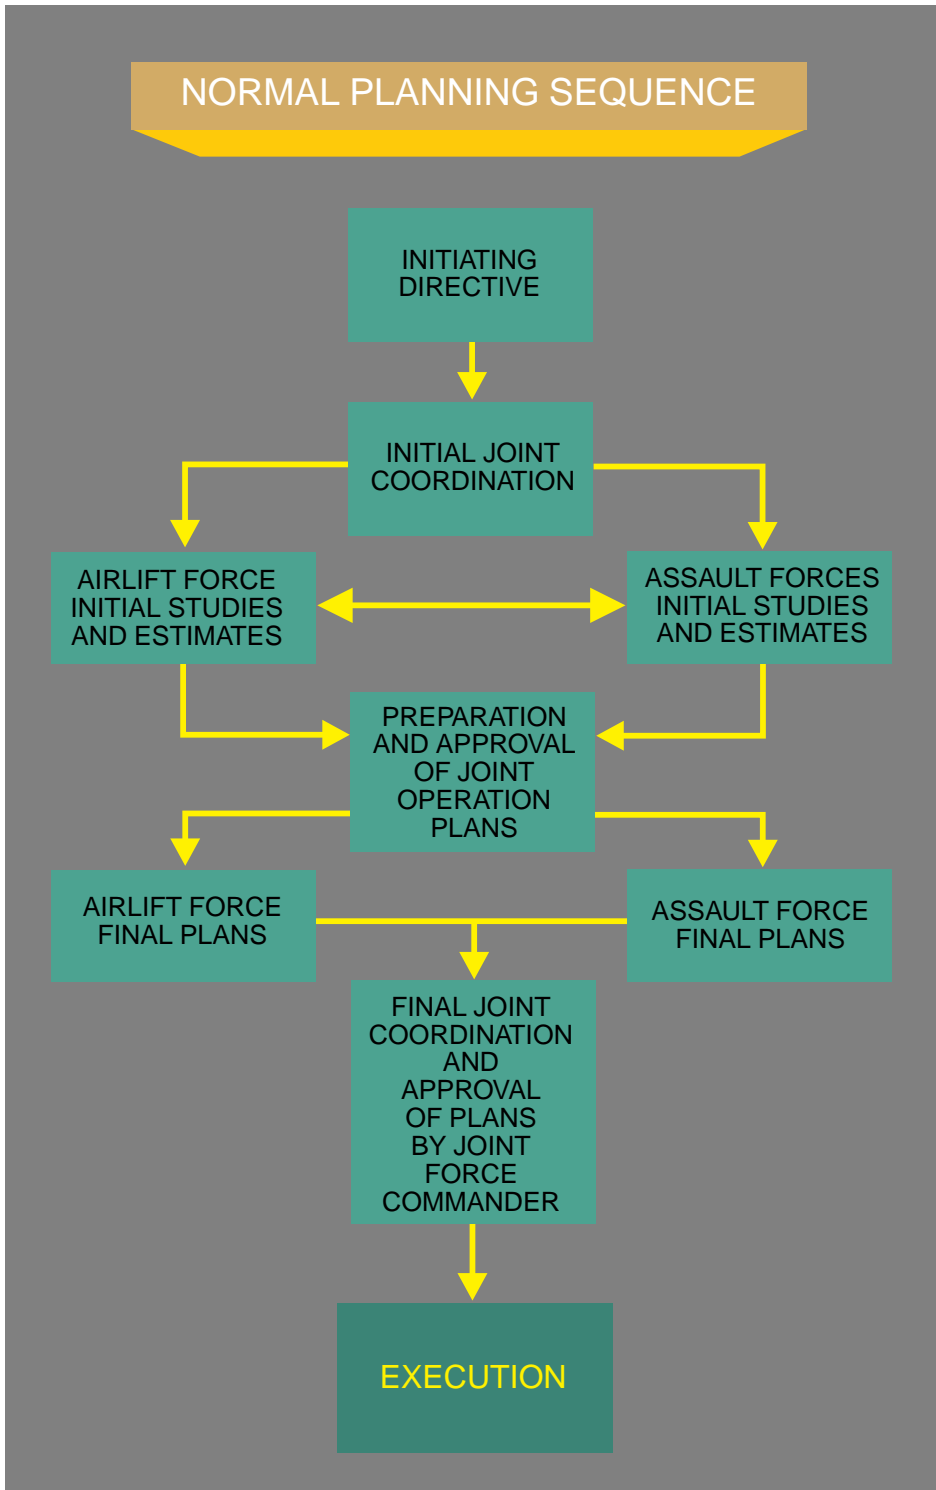 NORMAL PLANNING SEQUENCE
INITIATING
DIRECTIVE
INITIAL JOINT
COORDINATION
AIRLIFT FORCE
INITIAL STUDIES
AND ESTIMATES
ASSAULT FORCES
INITIAL STUDIES
AND ESTIMATES
PREPARATION
AND APPROVAL
OF JOINT
OPERATION
PLANS
AIRLIFT FORCE
FINAL PLANS
ASSAULT FORCE
FINAL PLANS
FINAL JOINT
COORDINATION
AND
APPROVAL
OF PLANS
BY JOINT
FORCE
COMMANDER
EXECUTION